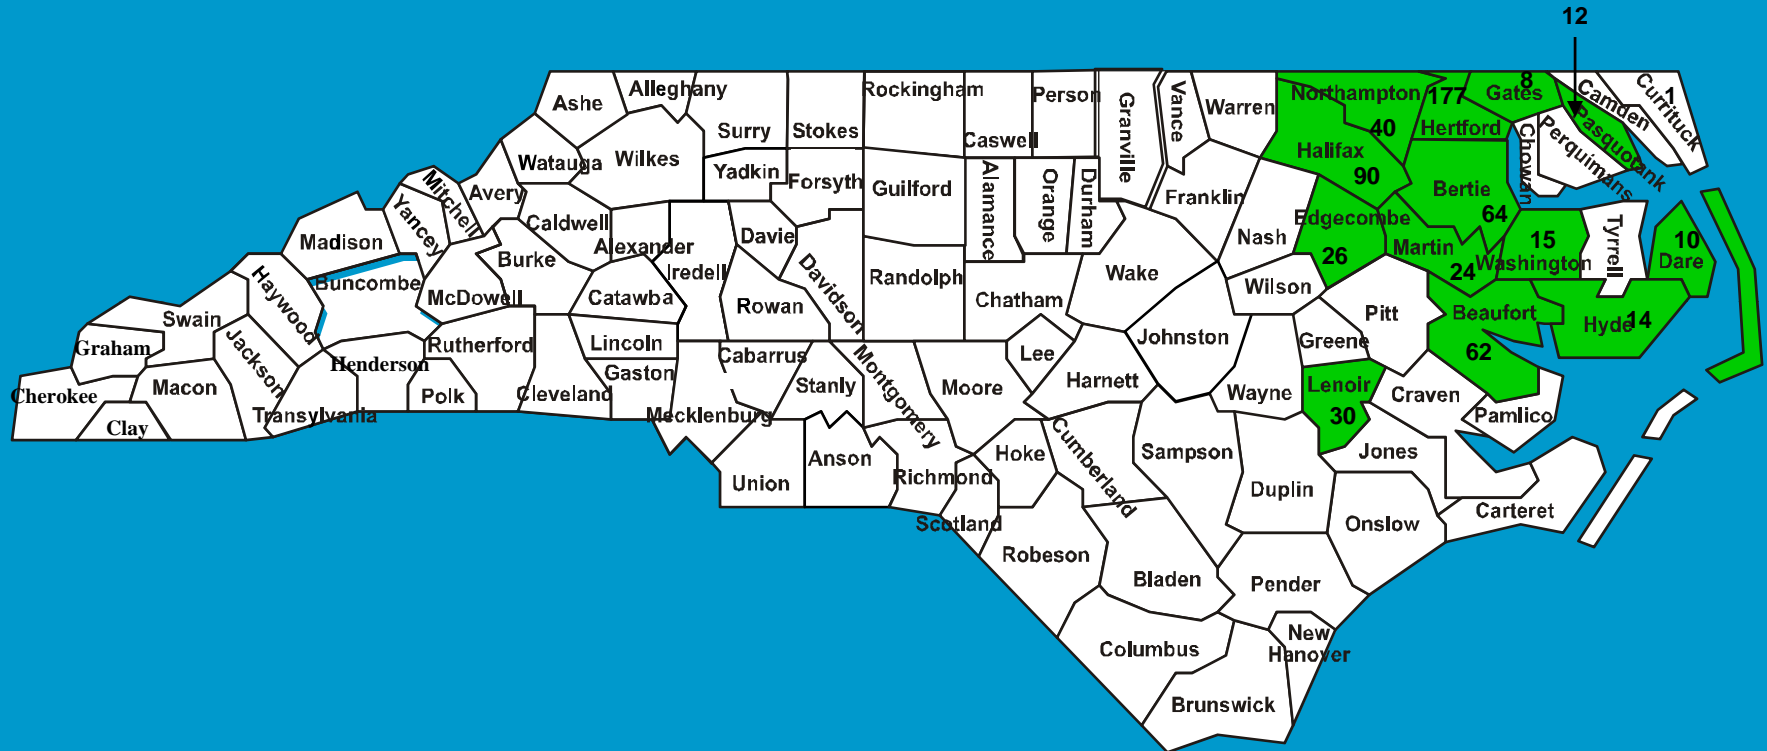 12
Alleghany
Ashe
Rockingham
Person
Granville
Vance
Warren
Northampton
177
8
Gates
Camden
1
Currituck
Surry
Stokes
Caswell
40
Hertford
Pasquotank
Perquimans
Chowan
Watauga
Wilkes
Yadkin
Forsyth
Guilford
Alamance
Orange
Durham
Franklin
Halifax
90
Bertie
64
Mitchell
Avery
Yancey
Caldwell
Alexander
Davie
Iredell
Davidson
Randolph
Wake
Nash
Edgecombe
26
Martin
24
15
Washington
Tyrrell
10
Dare
Madison
Burke
Haywood
Buncombe
McDowell
Catawba
Rowan
Chatham
Wilson
Pitt
Beaufort
62
Hyde
14
Swain
Graham
Jackson
Henderson
Rutherford
Lincoln
Cabarrus
Montgomery
Lee
Johnston
Greene
Cherokee
Macon
Clay
Transylvania
Polk
Cleveland
Gaston
Mecklenburg
Stanly
Moore
Harnett
Wayne
Lenoir
30
Craven
Pamlico
Union
Anson
Richmond
Hoke
Cumberland
Sampson
Jones
Scotland
Duplin
Onslow
Carteret
Robeson
Bladen
Pender
Columbus
New
Hanover
Brunswick